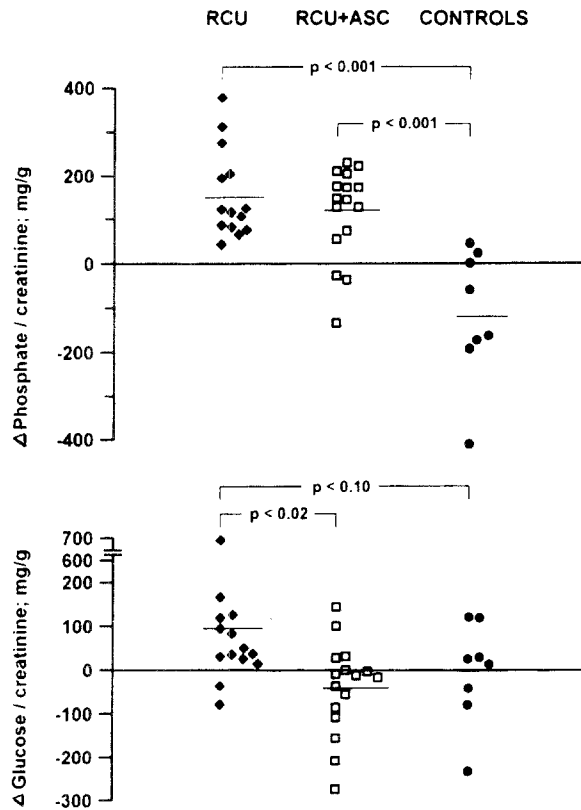 RCU RCU+ASC CONTROLS
p < 0.001
p < 0.001
400
200
0
-200
-400
Δ Phosphate / creatinine; mg/g
p < 0.10
p < 0.02
700
600
200
100
0
-100
-200
-300
Δ Glucose / creatinine; mg/g